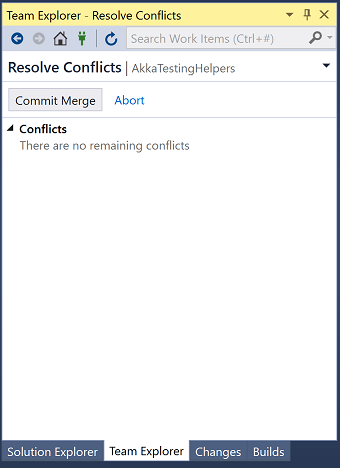 Team Explorer - Resolve Conflicts
Search Work Items (Ctrl+#)
Resolve Conflicts | AkkaTestingHelpers
Commit Merge Abort
Conflicts
There are no remaining conflicts
Solution Explorer Team Explorer Changes Builds